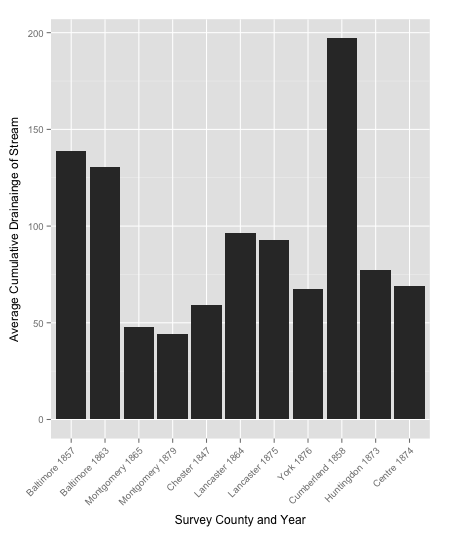 Average Cumulative Drainainge of Stream
200
150
100
50
0
Baltimore 1857
Baltimore 1863
Montgomery 1865
Montgomery 1879
Chester 1847
Lancaster 1864
Lancaster 1875
York 1876
Cumberland 1858
Huntingdon 1873
Centre 1874
Survey County and Year